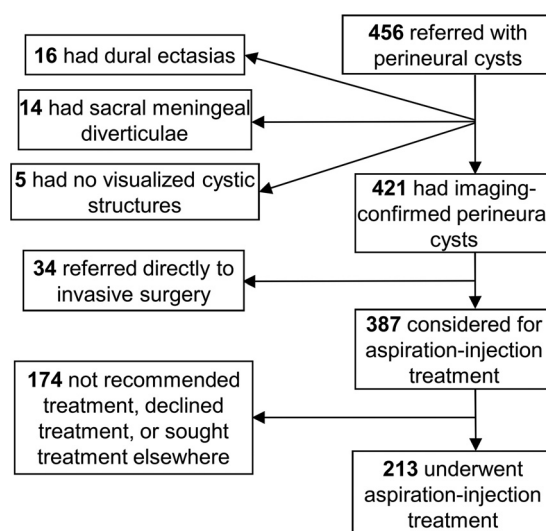 456 referred with
perineural cysts
16 had dural ectasias
14 had sacral meningeal
diverticulae
5 had no visualized cystic
structures
421 had imaging-
confirmed perineural
cysts
34 referred directly to
invasive surgery
387 considered for
aspiration-injection
treatment
174 not recommended
treatment, declined
treatment, or sought
treatment elsewhere
213 underwent
aspiration-injection
treatment